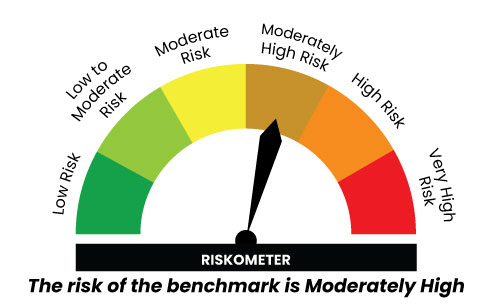 Low Risk
Low to
Moderate
Risk
Moderate
Risk
Moderately
High Risk
High Risk
Very High
Risk
RISKOMETER
The risk of the benchmark is Moderately High